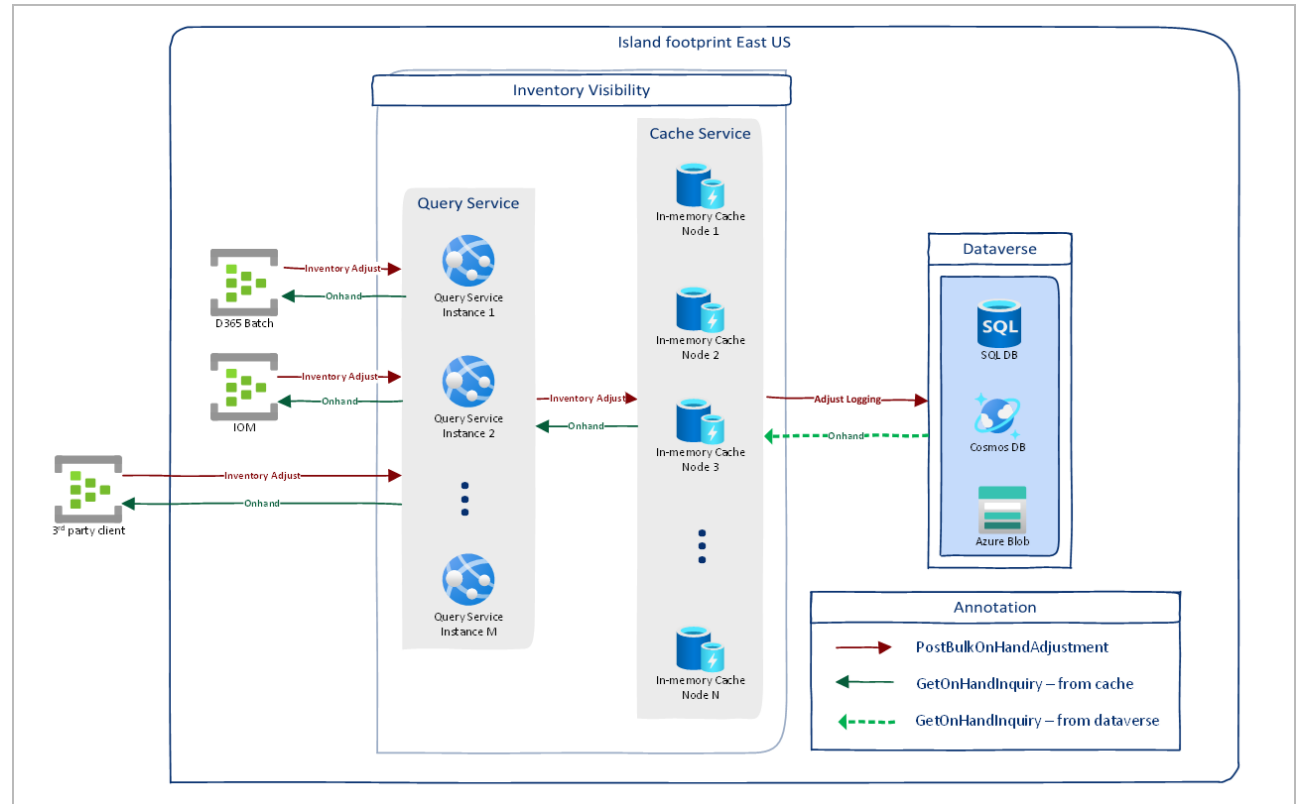 Island footprint East US
Inventory Visibility
Cache Service
In-memory Cache
Node 1
Query Service
Query Service
Instance 1
Inventory Adjust
Onhand
D365 Batch
In-memory Cache
Node 2
Dataverse
SQL
SQL DB
Inventory Adjust
Onhand
IOM
Query Service
Instance 2
Inventory Adjust
Onhand
In-memory Cache
Node 3
Adjust Logging
Onhand
Cosmos DB
Inventory Adjust
Onhand
3rd party client
Azure Blob
Query Service
Instance M
In-memory Cache
Node N
Annotation
PostBulkOnHandAdjustment
GetOnHandInquiry – from cache
GetOnHandInquiry – from dataverse